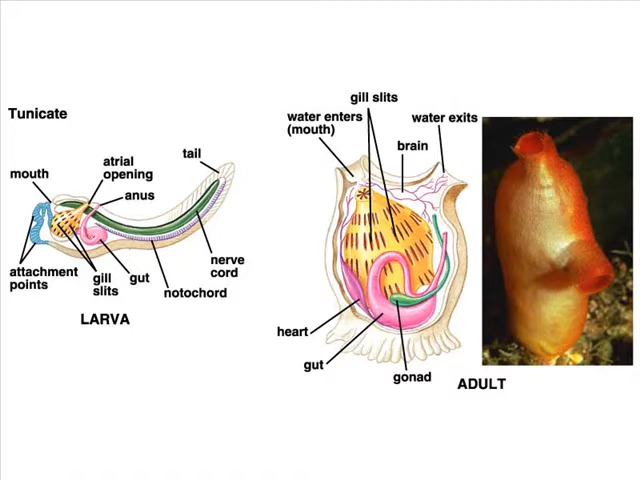 Tunicate
mouth
atrial
opening
anus
tail
attachment
points
gill
slits
gut
notochord
nerve
cord
LARVA
gill slits
water enters
(mouth)
water exits
brain
heart
gut
gonad
ADULT